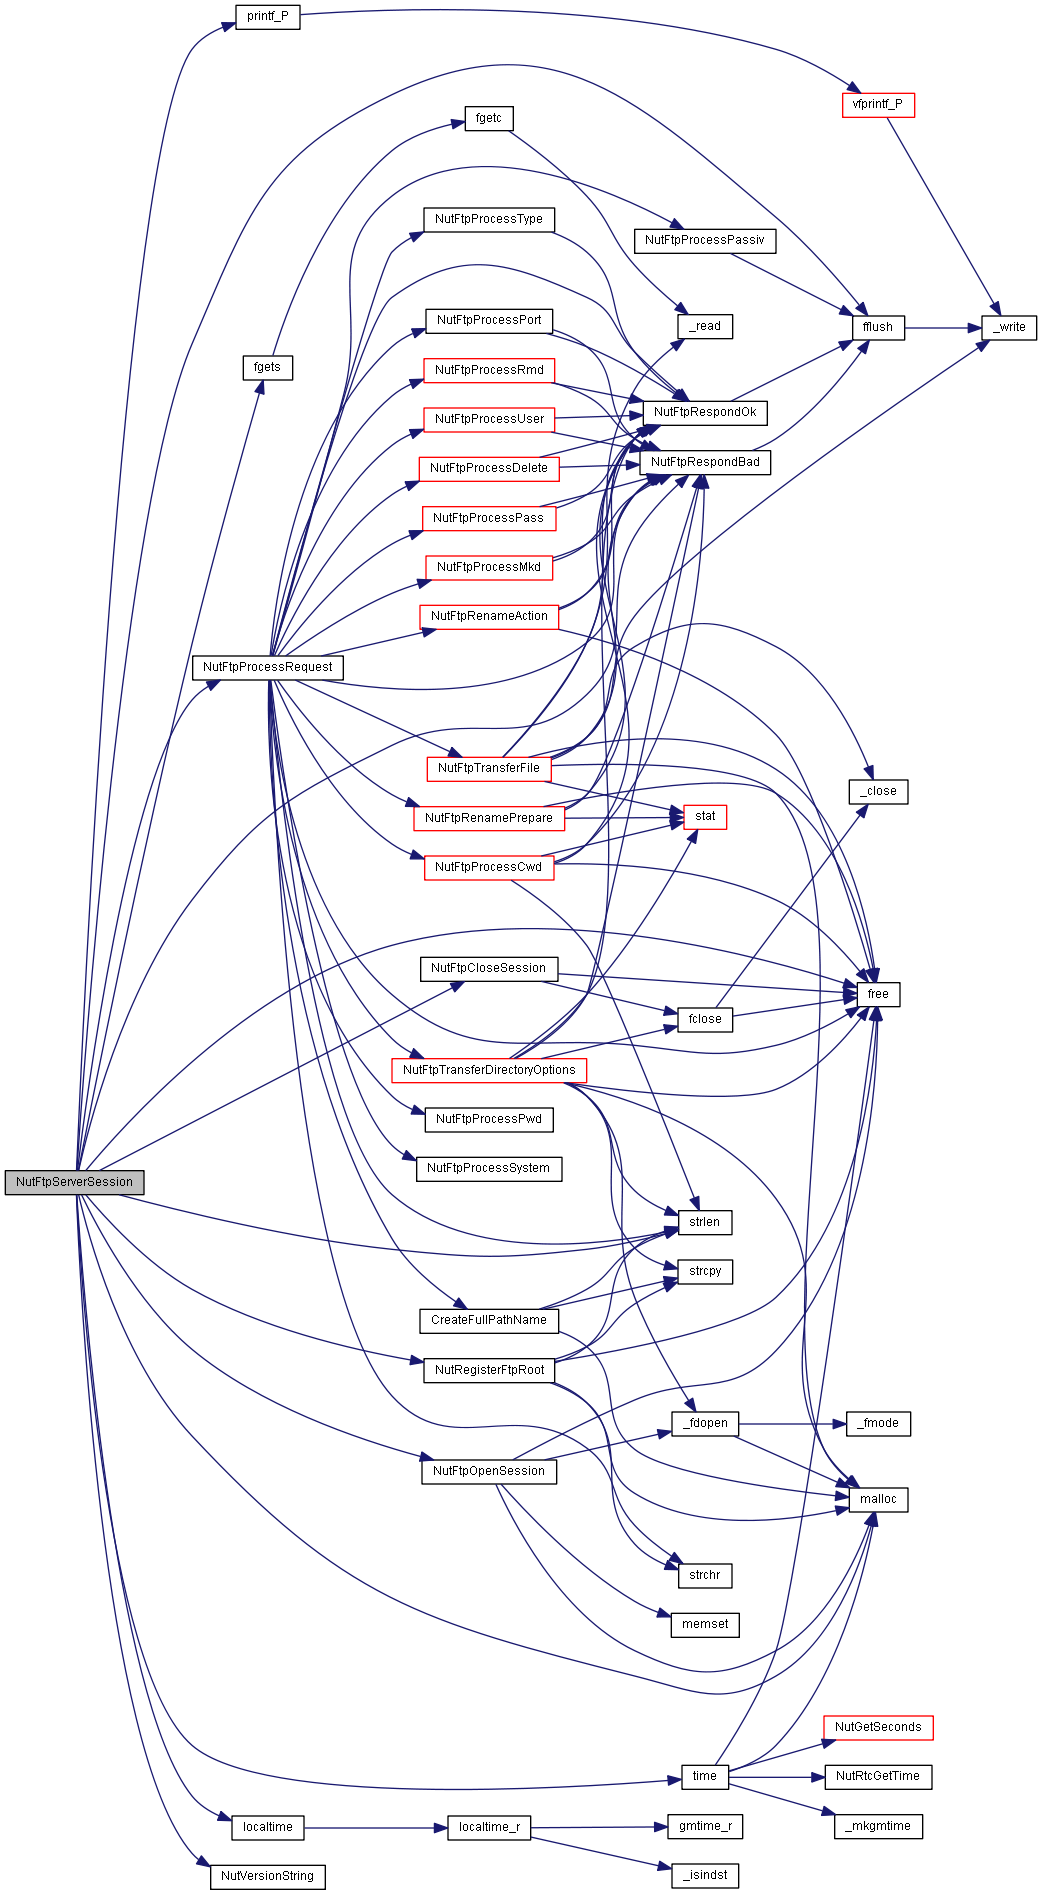 printf_P
vfprintf_P
fgetc
NutFtpProcessType
NutFtpProcessPassiv
NutFtpProcessPort
_read
fflush
_write
fgets
NutFtpProcessRmd
NutFtpRespondOk
NutFtpProcessUser
NutFtpRespondBad
NutFtpProcessDelete
NutFtpProcessPass
NutFtpProcessMkd
NutFtpRenameAction
NutFtpProcessRequest
NutFtpTransferFile
_close
NutFtpRenamePrepare
stat
NutFtpProcessCwd
NutFtpCloseSession
free
fclose
NutFtpTransferDirectoryOptions
NutFtpProcessPwd
NutFtpProcessSystem
NutFtpServerSession
strlen
strcpy
CreateFullPathName
NutRegisterFtpRoot
_fdopen
_fmode
NutFtpOpenSession
malloc
strchr
memset
NutGetSeconds
time
NutRtcGetTime
localtime
localtime_r
gmtime_r
_mkgmtime
NutVersionString
_isindst